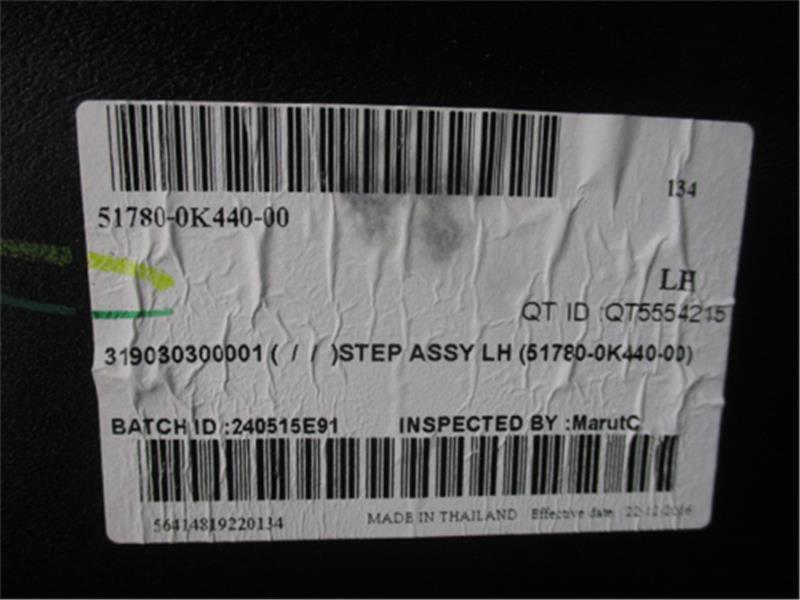 134
51780-0K440-00
LH
QT ID :QT5554215
319030300001 ( / / )STEP ASSY LH (51780-0K440-00)
BATCH ID :240515E91 INSPECTED BY :MarutC
56414819220134 MADE IN THAILAND Effective date 22-12-2016